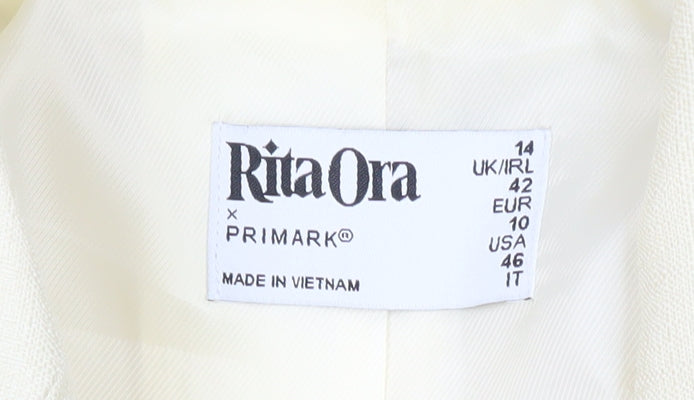 Rita Ora
×
PRIMARK®
MADE IN VIETNAM
14
UK/IRL
42
EUR
10
USA
46
IT